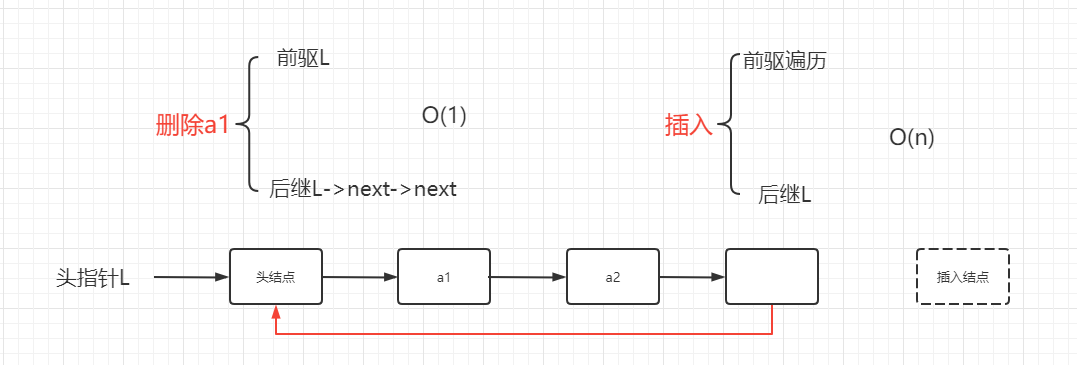 前驱L
前驱遍历
删除a1
O(1)
插入
O(n)
后继L->next->next
后继L
头指针L
头结点
a1
a2
插入结点